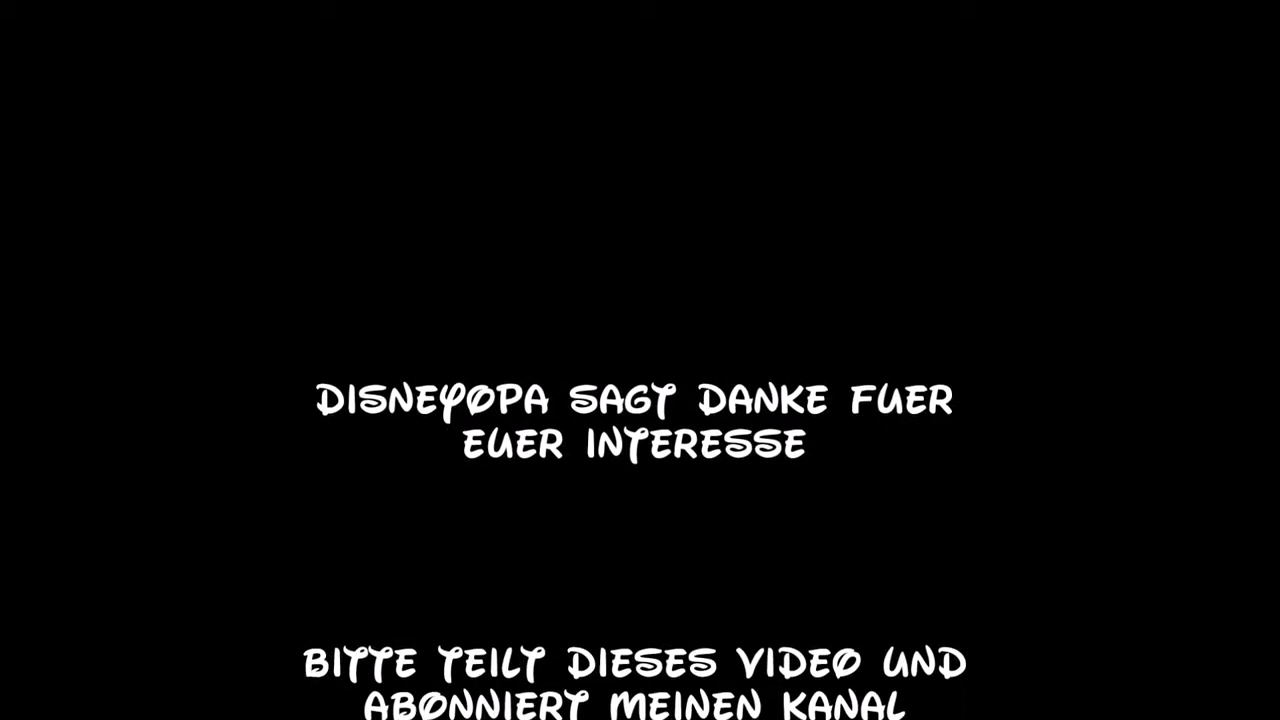 DISNEYOPA SAGT DANKE FUER
EUER INTERESSE
BITTE TEILT DIESES VIDEO UND
ABONNIERT MEINEN KANAL